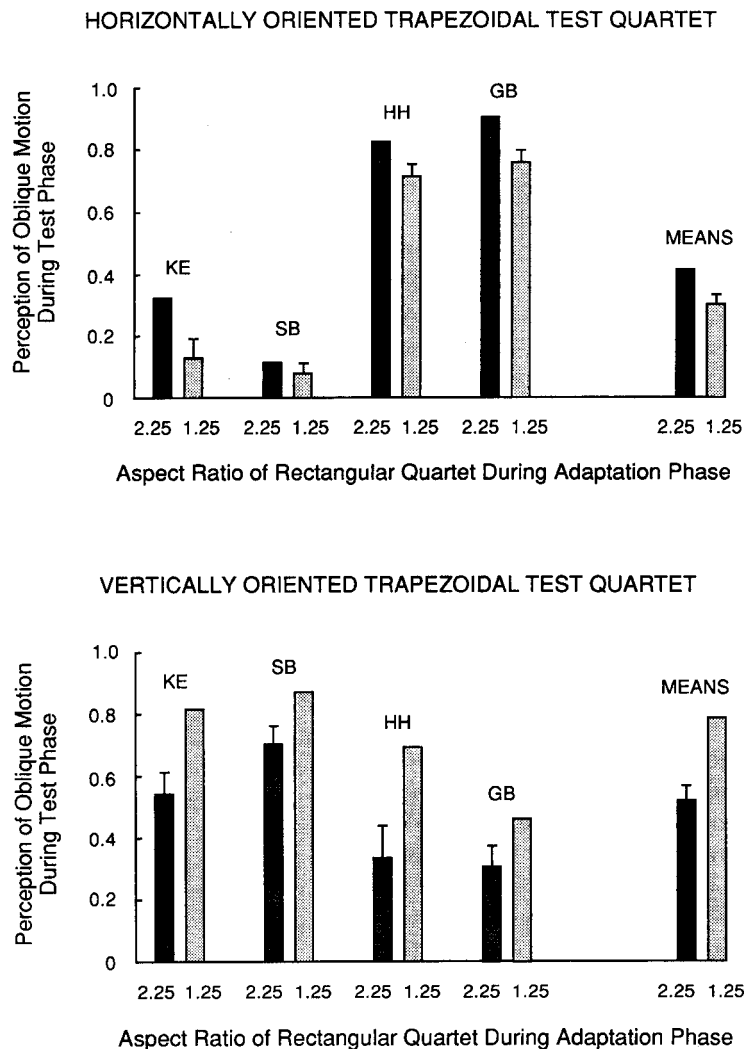 HORIZONTALLY ORIENTED TRAPEZOIDAL TEST QUARTET
Perception of Oblique Motion
During Test Phase
1.0
0.8
0.6
0.4
0.2
0
KE
SB
HH
GB
MEANS
2.25 1.25 2.25 1.25 2.25 1.25 2.25 1.25 2.25 1.25
Aspect Ratio of Rectangular Quartet During Adaptation Phase
VERTICALLY ORIENTED TRAPEZOIDAL TEST QUARTET
Perception of Oblique Motion
During Test Phase
1.0
0.8
0.6
0.4
0.2
0
KE
SB
HH
GB
MEANS
2.25 1.25 2.25 1.25 2.25 1.25 2.25 1.25 2.25 1.25
Aspect Ratio of Rectangular Quartet During Adaptation Phase